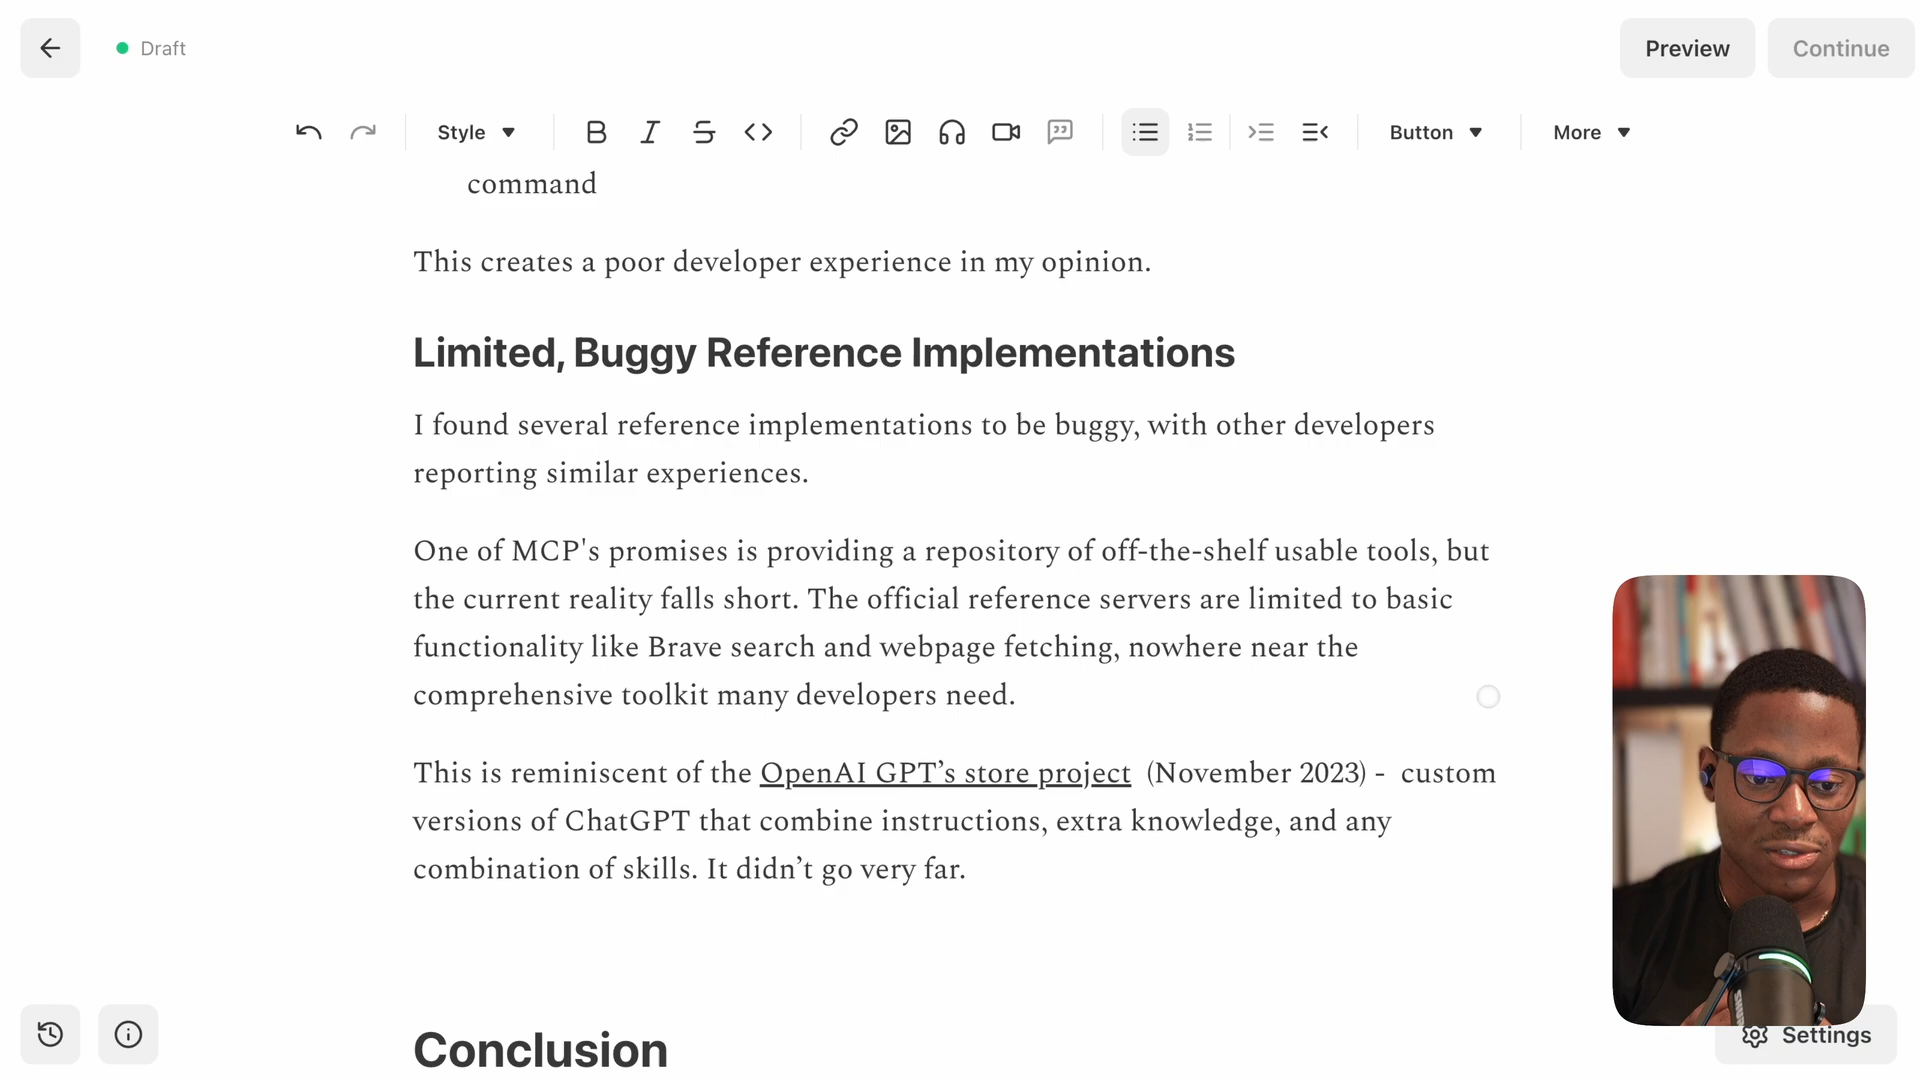 Draft
Preview
Continue
Style
Button
More
command
This creates a poor developer experience in my opinion.
Limited, Buggy Reference Implementations
I found several reference implementations to be buggy, with other developers
reporting similar experiences.
One of MCP's promises is providing a repository of off-the-shelf usable tools, but
the current reality falls short. The official reference servers are limited to basic
functionality like Brave search and webpage fetching, nowhere near the
comprehensive toolkit many developers need.
This is reminiscent of the OpenAI GPT’s store project (November 2023) - custom
versions of ChatGPT that combine instructions, extra knowledge, and any
combination of skills. It didn’t go very far.
Conclusion
Settings